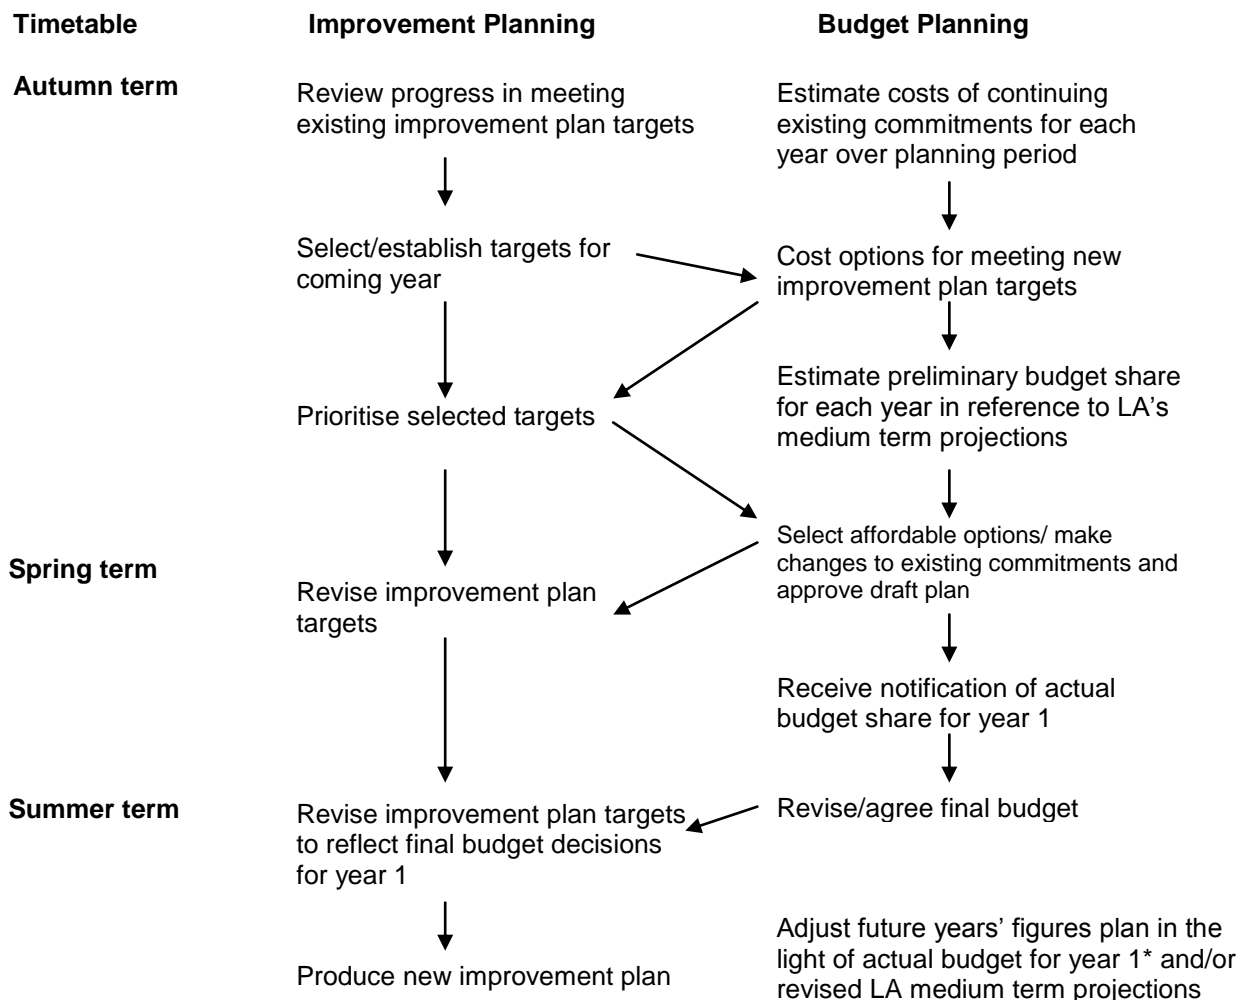 Timetable
Improvement Planning
Budget Planning
Autumn term
Review progress in meeting
existing improvement plan targets
Estimate costs of continuing
existing commitments for each
year over planning period
Select/establish targets for
coming year
Cost options for meeting new
improvement plan targets
Prioritise selected targets
Estimate preliminary budget share
for each year in reference to LA’s
medium term projections
Spring term
Select affordable options/ make
changes to existing commitments and
approve draft plan
Revise improvement plan
targets
Receive notification of actual
budget share for year 1
Summer term
Revise improvement plan targets
to reflect final budget decisions
for year 1
Revise/agree final budget
Produce new improvement plan
Adjust future years’ figures plan in the
light of actual budget for year 1* and/or
revised LA medium term projections